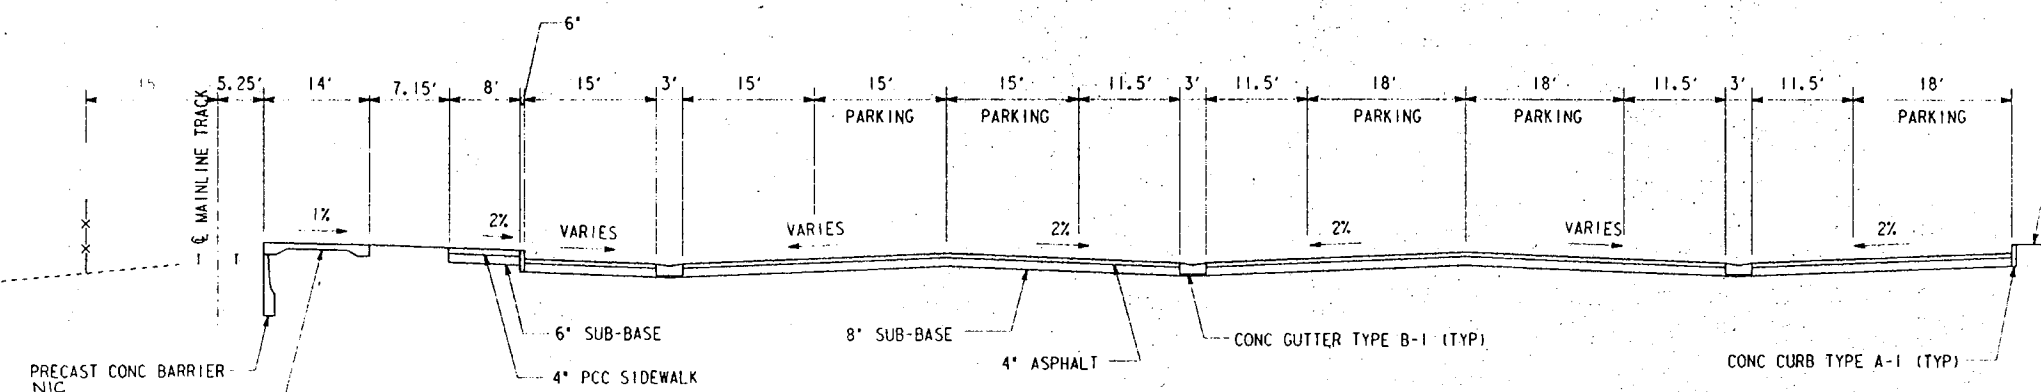 6"
15 5.25' 14' 7.15' 8' 15' 3' 15' 15' 15' 11.5' 3' 11.5' 18' 18' 11.5' 3' 11.5' 18'
PARKING PARKING PARKING PARKING PARKING
℄ MAINLINE TRACK
1% 2% VARIES VARIES 2% 2% VARIES 2%
6" SUB-BASE
8" SUB-BASE
CONC GUTTER TYPE B-1 (TYP)
4" ASPHALT
CONC CURB TYPE A-1 (TYP)
PRECAST CONC BARRIER
NIC
4" PCC SIDEWALK